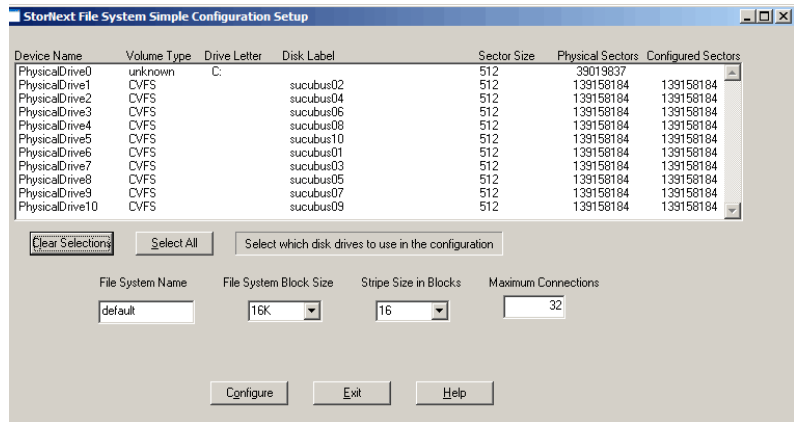 StorNext File System Simple Configuration Setup
Device Name Volume Type Drive Letter Disk Label Sector Size Physical Sectors Configured Sectors
PhysicalDrive0 unknown C: 512 39019837
PhysicalDrive1 CVFS sucubus02 512 139158184 139158184
PhysicalDrive2 CVFS sucubus04 512 139158184 139158184
PhysicalDrive3 CVFS sucubus06 512 139158184 139158184
PhysicalDrive4 CVFS sucubus08 512 139158184 139158184
PhysicalDrive5 CVFS sucubus10 512 139158184 139158184
PhysicalDrive6 CVFS sucubus01 512 139158184 139158184
PhysicalDrive7 CVFS sucubus03 512 139158184 139158184
PhysicalDrive8 CVFS sucubus05 512 139158184 139158184
PhysicalDrive9 CVFS sucubus07 512 139158184 139158184
PhysicalDrive10 CVFS sucubus09 512 139158184 139158184
Clear Selections Select All Select which disk drives to use in the configuration
File System Name File System Block Size Stripe Size in Blocks Maximum Connections
default 16K 16 32
Configure Exit Help